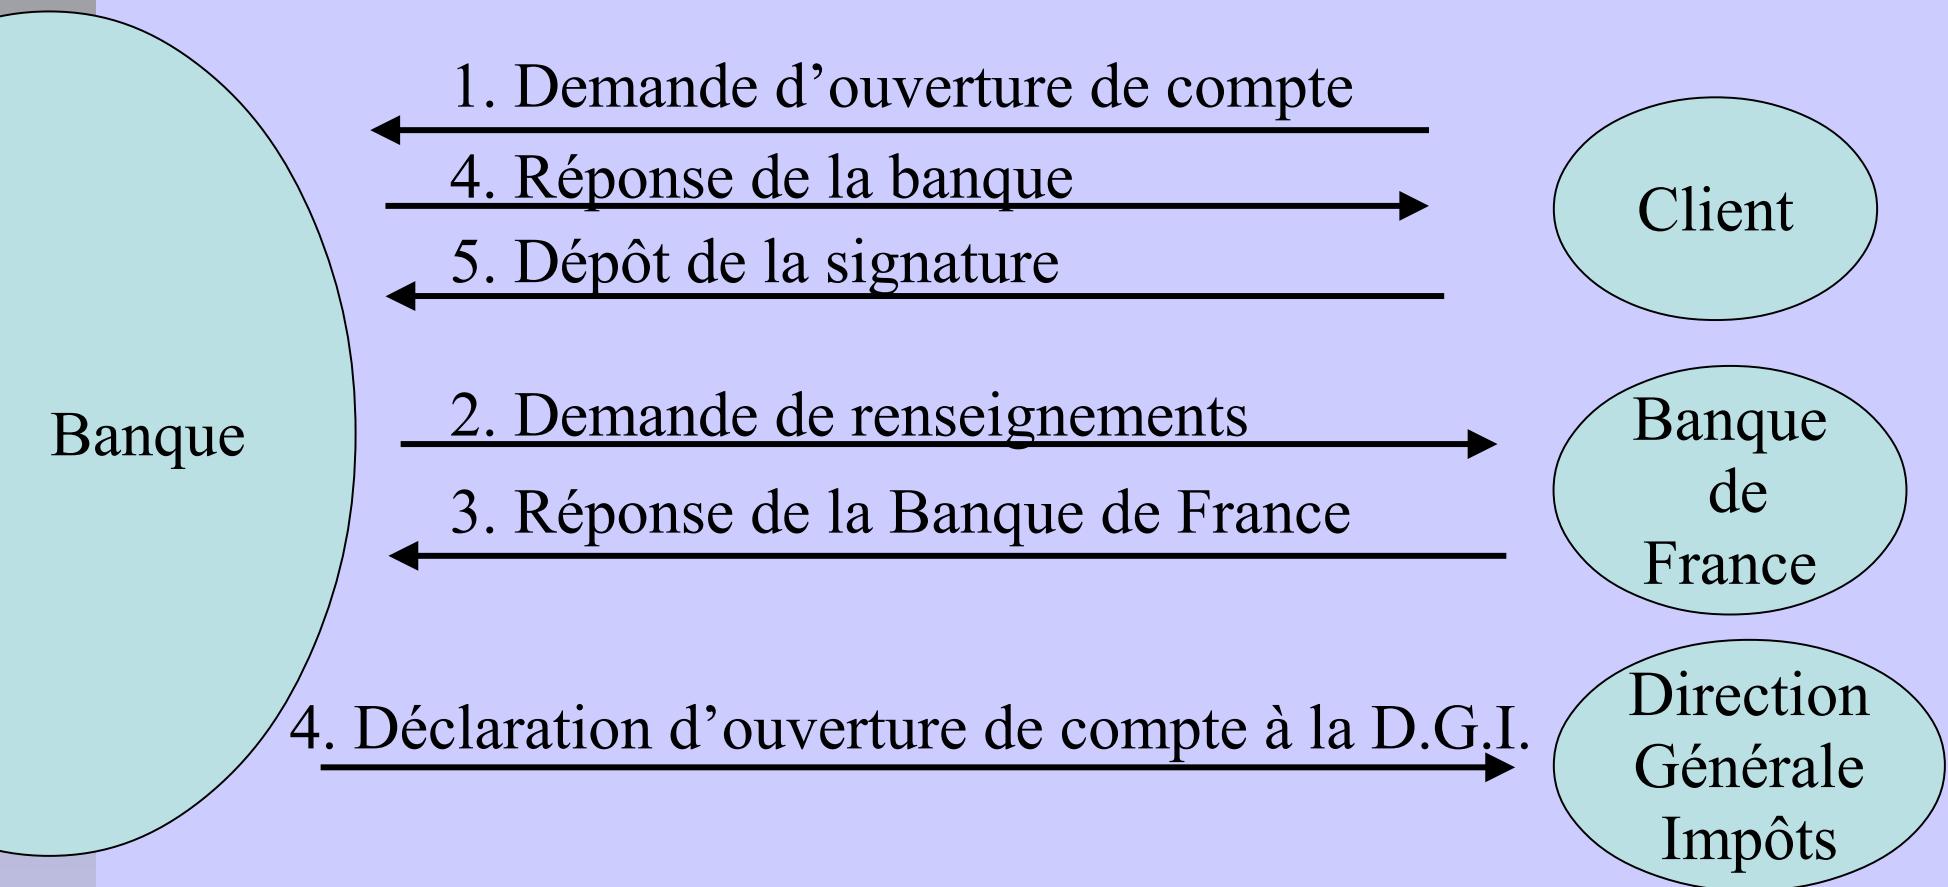 1. Demande d’ouverture de compte
4. Réponse de la banque
5. Dépôt de la signature
Client
Banque
2. Demande de renseignements
3. Réponse de la Banque de France
Banque
de
France
4. Déclaration d’ouverture de compte à la D.G.I.
Direction
Générale
Impôts